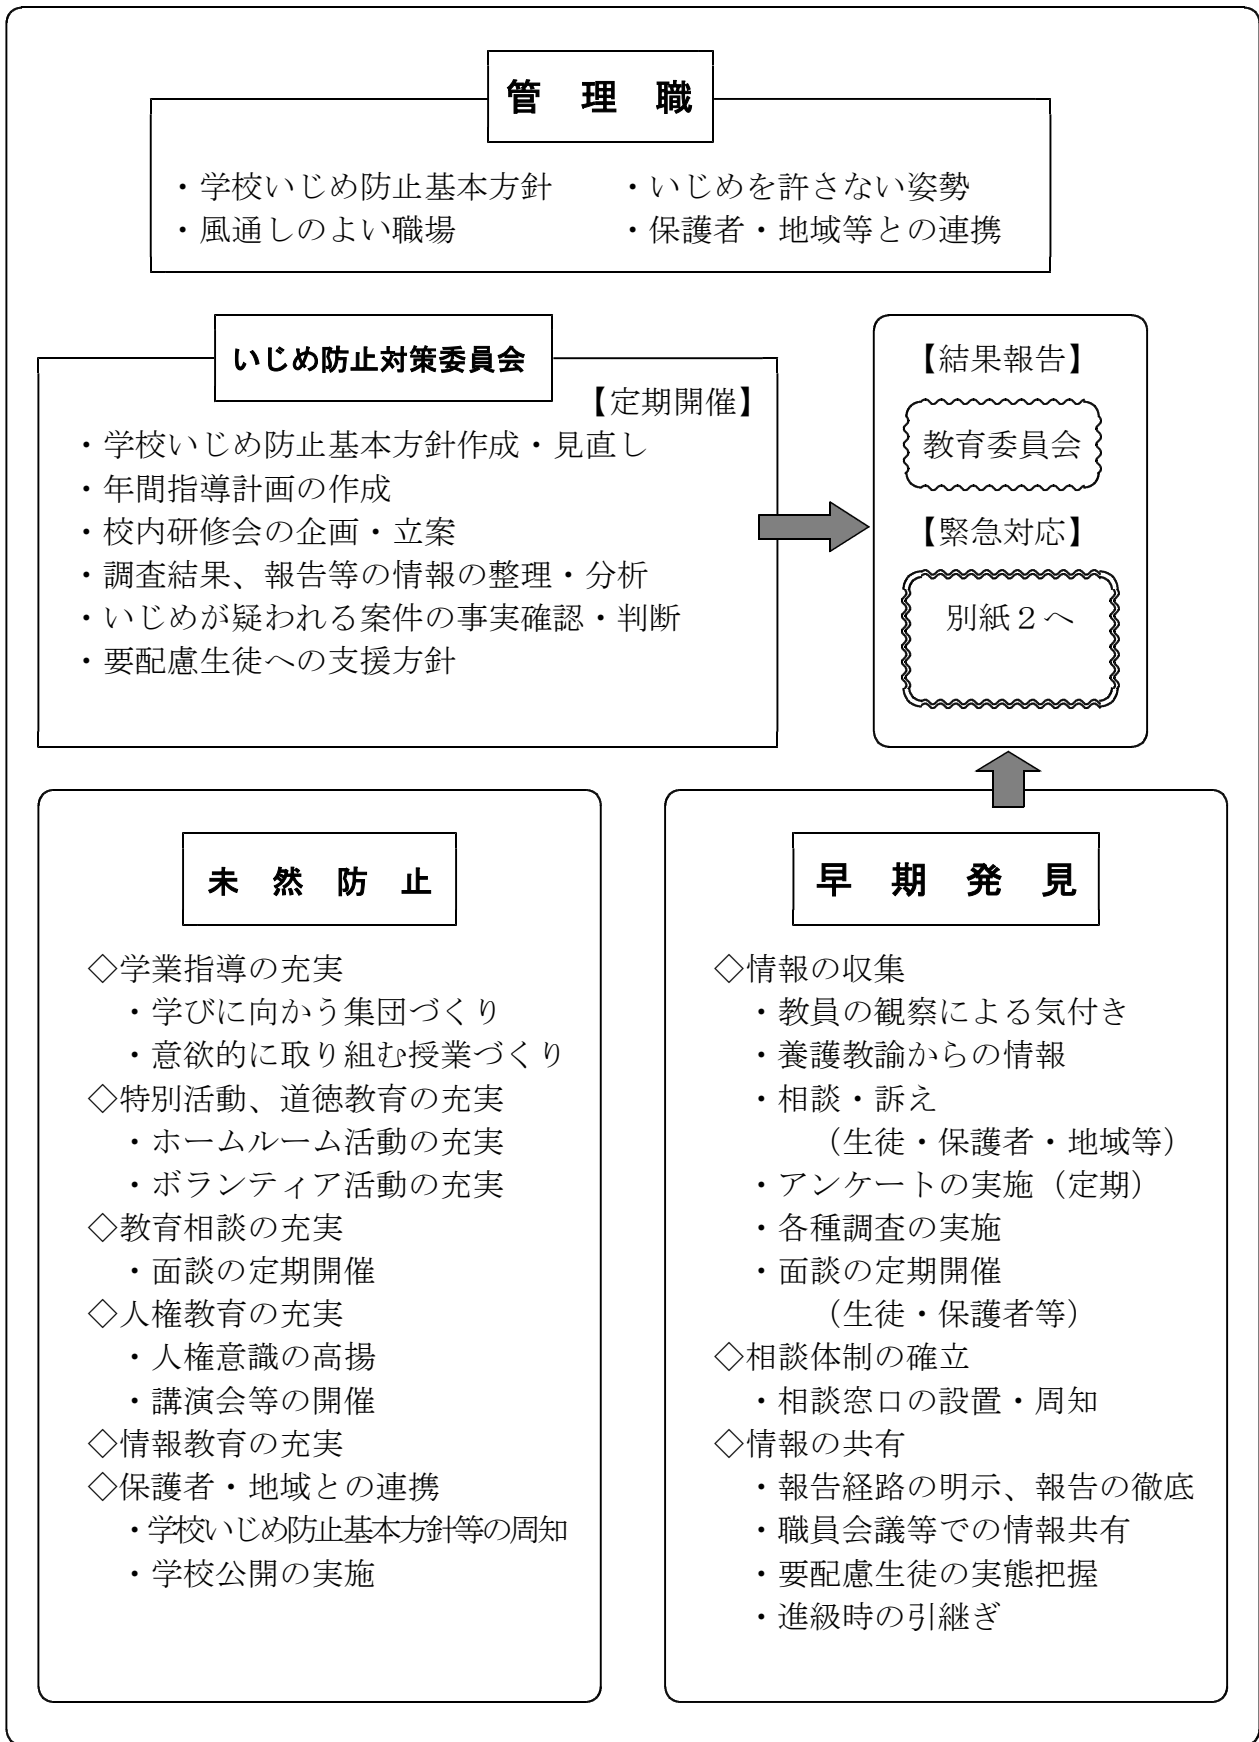 管　理　職
・学校いじめ防止基本方針　　・いじめを許さない姿勢
・風通しのよい職場　　・保護者・地域等との連携
いじめ防止対策委員会
【定期開催】
・学校いじめ防止基本方針作成・見直し
・年間指導計画の作成
・校内研修会の企画・立案
・調査結果、報告等の情報の整理・分析
・いじめが疑われる案件の事実確認・判断
・要配慮生徒への支援方針
【結果報告】
教育委員会
【緊急対応】
別紙２へ
未　然　防　止
◇学業指導の充実
・学びに向かう集団づくり
・意欲的に取り組む授業づくり
◇特別活動、道徳教育の充実
・ホームルーム活動の充実
・ボランティア活動の充実
◇教育相談の充実
・面談の定期開催
◇人権教育の充実
・人権意識の高揚
・講演会等の開催
◇情報教育の充実
◇保護者・地域との連携
・学校いじめ防止基本方針等の周知
・学校公開の実施
早　期　発　見
◇情報の収集
・教員の観察による気付き
・養護教諭からの情報
・相談・訴え
（生徒・保護者・地域等）
・アンケートの実施（定期）
・各種調査の実施
・面談の定期開催
（生徒・保護者等）
◇相談体制の確立
・相談窓口の設置・周知
◇情報の共有
・報告経路の明示、報告の徹底
・職員会議等での情報共有
・要配慮生徒の実態把握
・進級時の引継ぎ